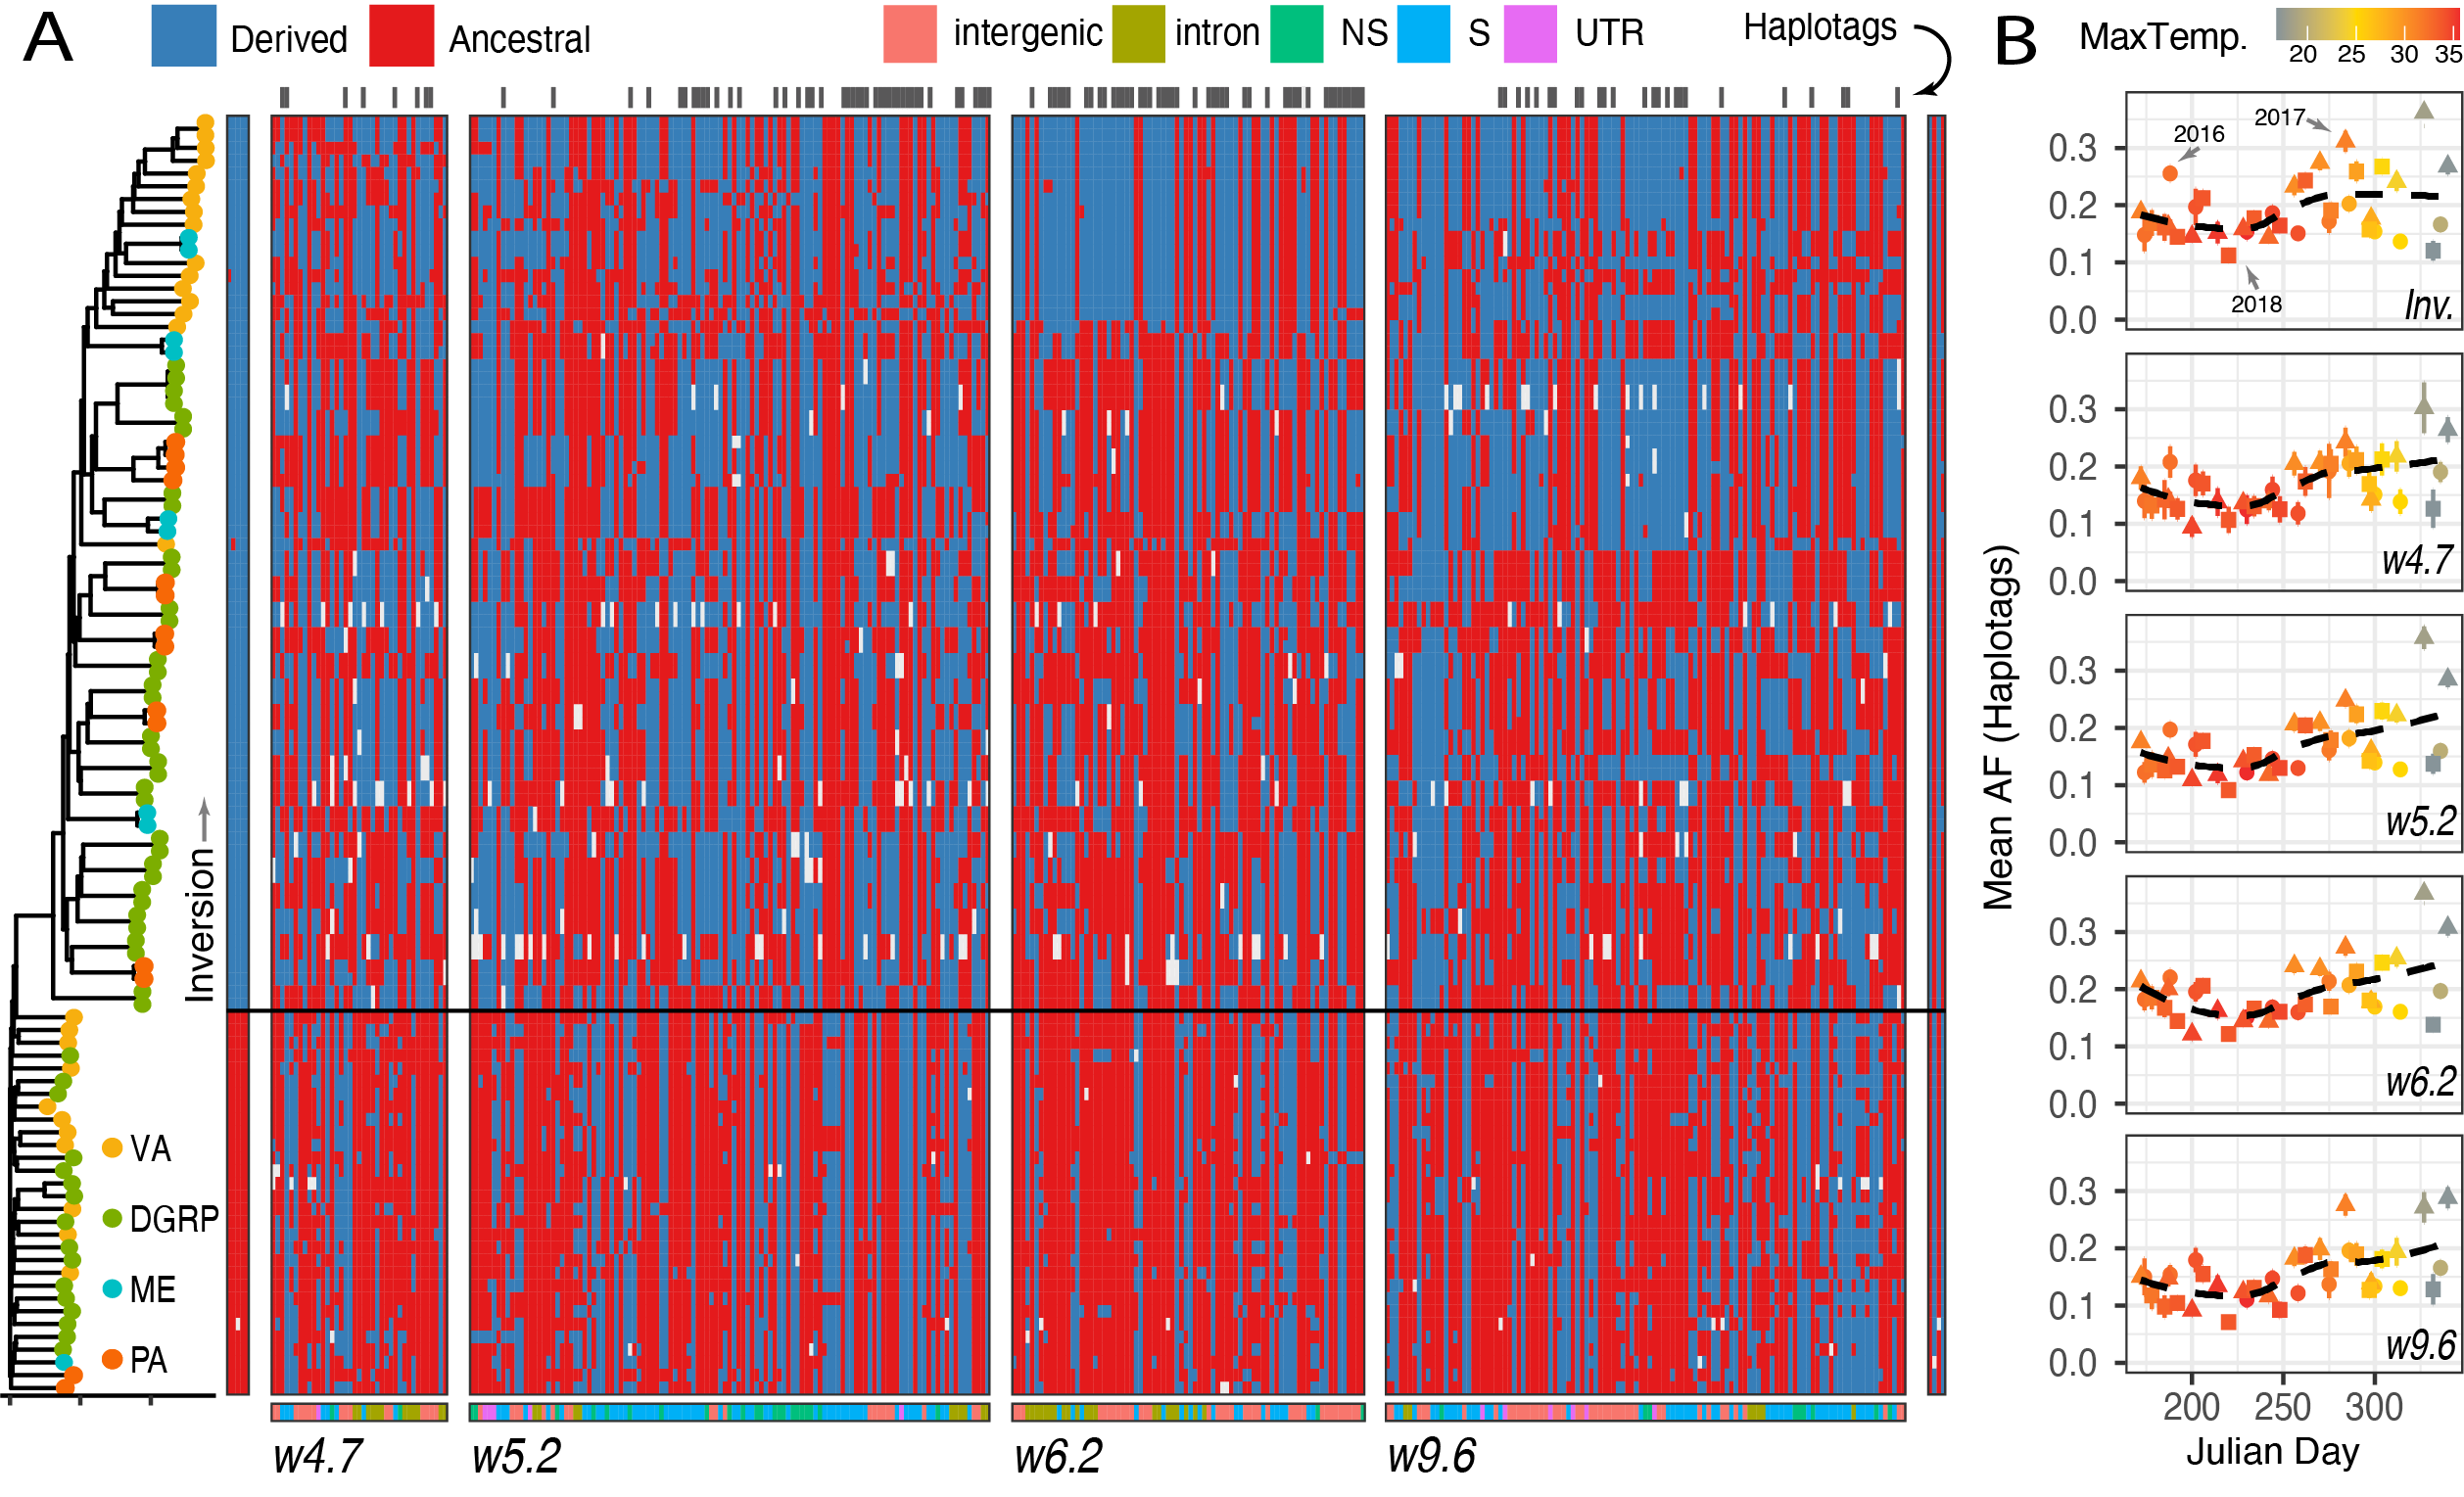 A
Derived
Ancestral
intergenic
intron
NS
S
UTR
Haplotags
Inversion
VA
DGRP
ME
PA
w4.7
w5.2
w6.2
w9.6
B
MaxTemp.
20 25 30 35
Mean AF (Haplotags)
0.3
0.2
0.1
0.0
2016
2017
2018
Inv.
0.3
0.2
0.1
0.0
w4.7
0.3
0.2
0.1
0.0
w5.2
0.3
0.2
0.1
0.0
w6.2
0.3
0.2
0.1
0.0
w9.6
200 250 300
Julian Day